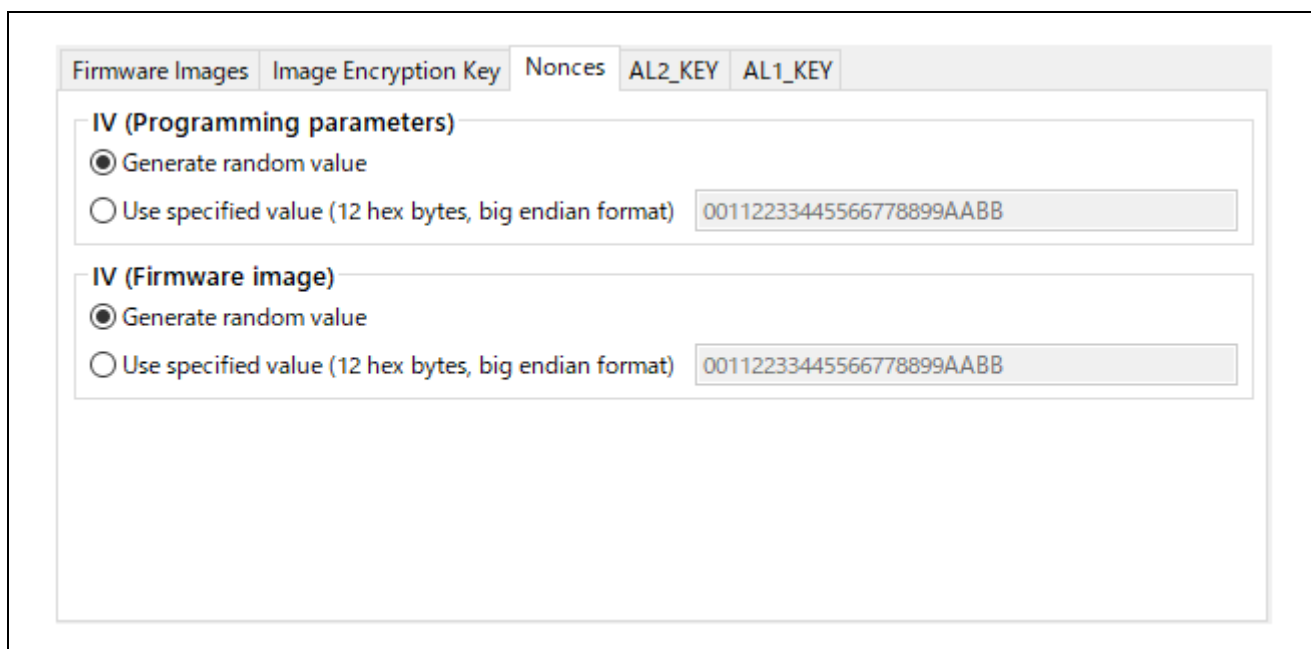 Firmware Images Image Encryption Key Nonces AL2_KEY AL1_KEY
IV (Programming parameters)
Generate random value
Use specified value (12 hex bytes, big endian format) 00112233445566778899AABB
IV (Firmware image)
Generate random value
Use specified value (12 hex bytes, big endian format) 00112233445566778899AABB